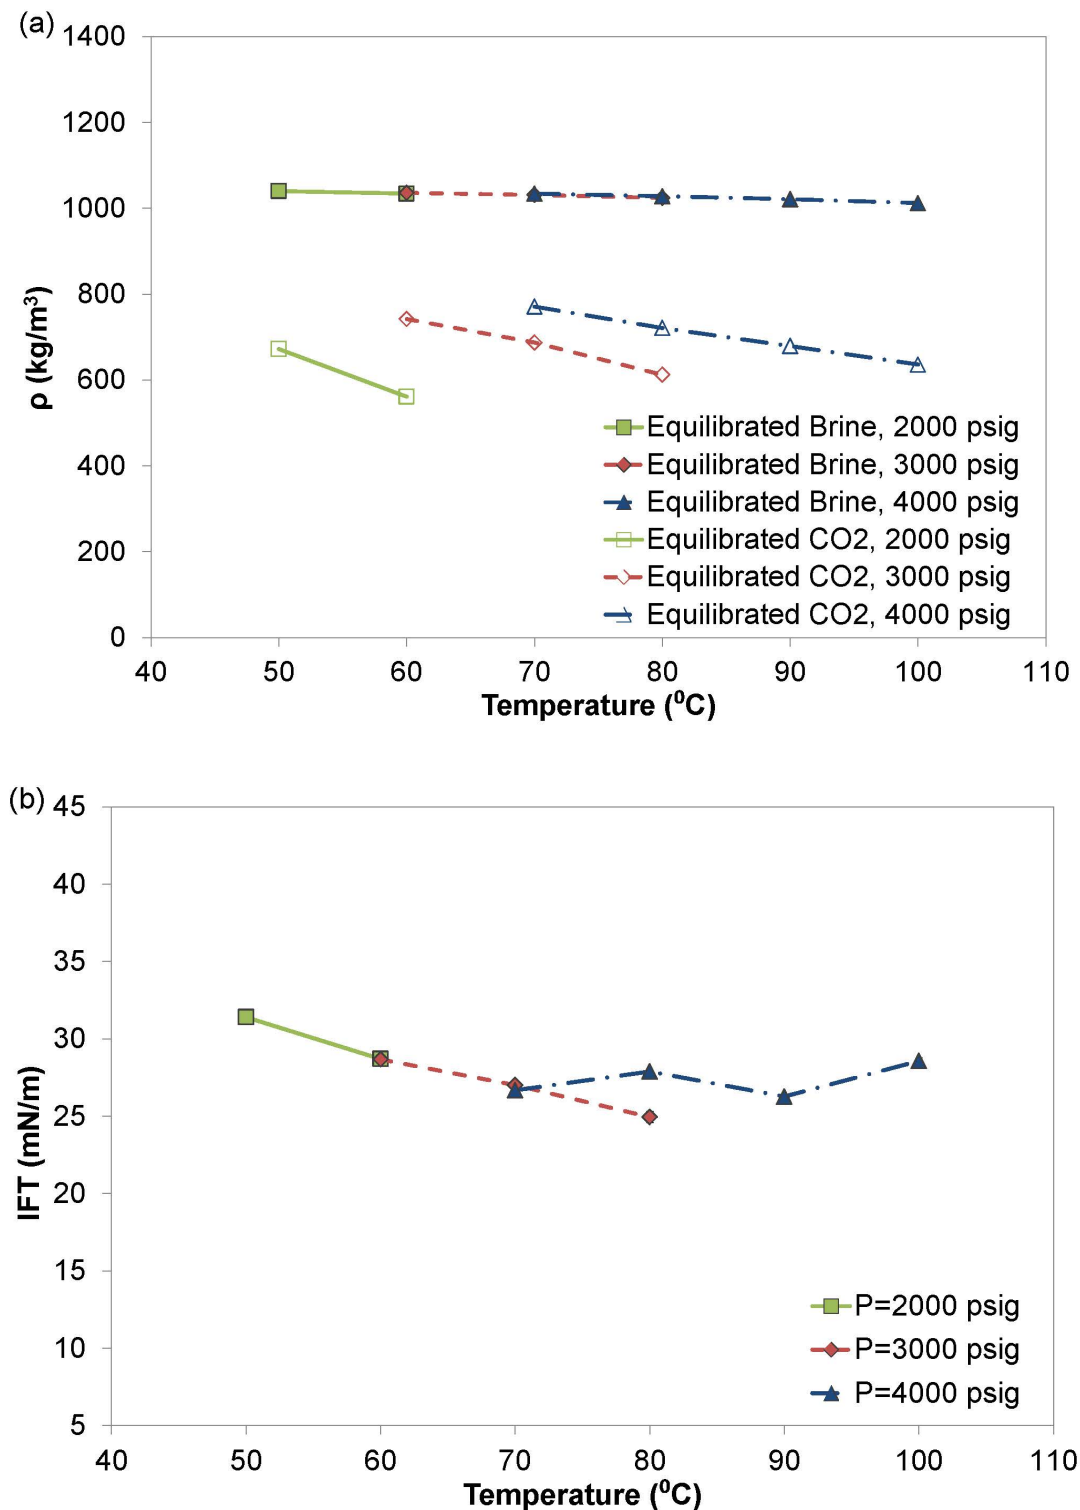 (a)
1400
1200
1000
800
600
400
200
0
ρ (kg/m³)
Equilibrated Brine, 2000 psig
Equilibrated Brine, 3000 psig
Equilibrated Brine, 4000 psig
Equilibrated CO2, 2000 psig
Equilibrated CO2, 3000 psig
Equilibrated CO2, 4000 psig
40 50 60 70 80 90 100 110
Temperature (⁰C)
(b)
45
40
35
30
25
20
15
10
5
IFT (mN/m)
P=2000 psig
P=3000 psig
P=4000 psig
40 50 60 70 80 90 100 110
Temperature (⁰C)